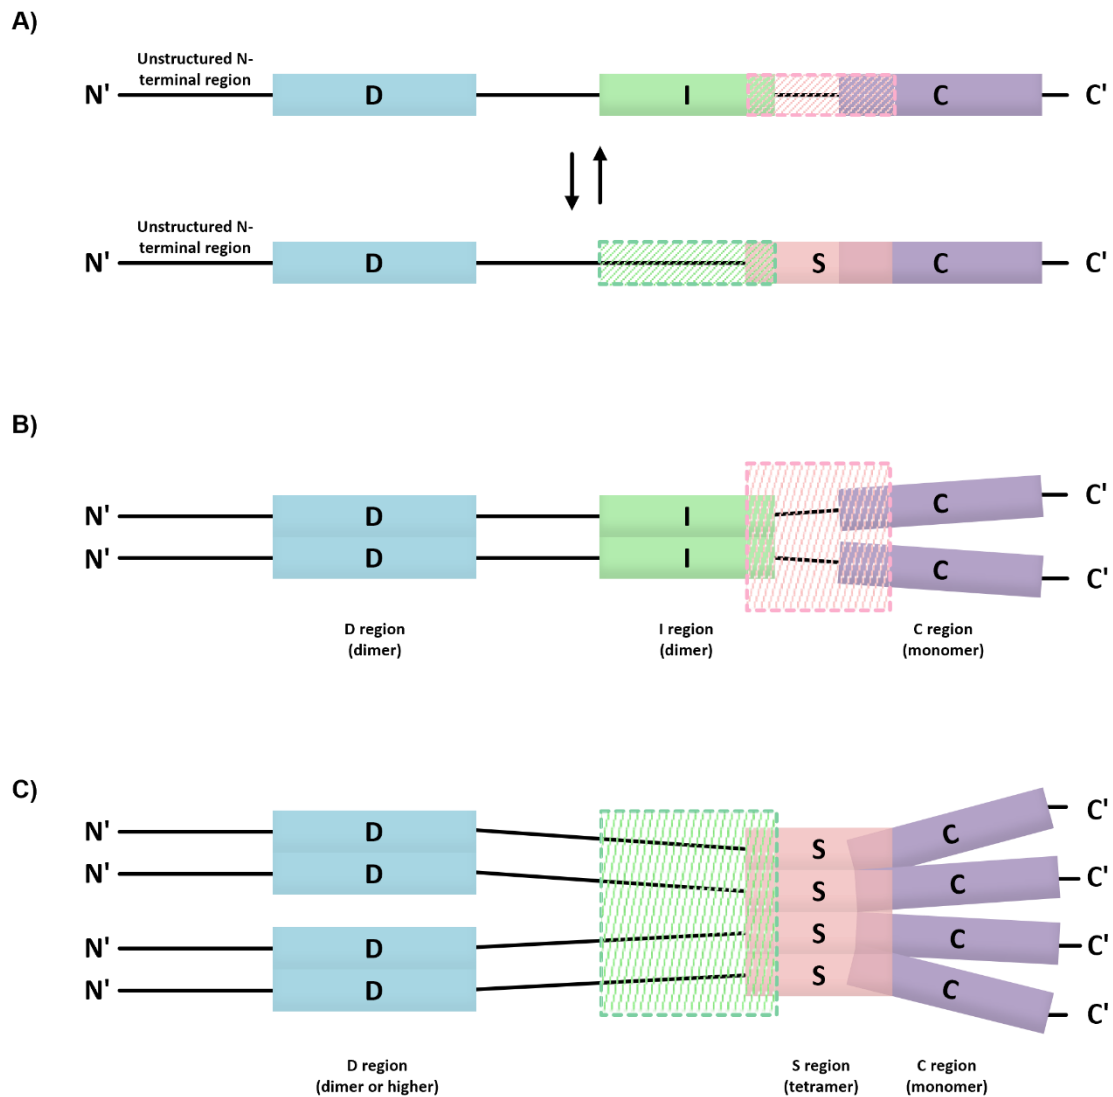 A)
Unstructured N-
terminal region
N' D I C C'
Unstructured N-
terminal region
N' D S C C'
B)
N' D I C C'
N' D I C C'
D region
(dimer)
I region
(dimer)
C region
(monomer)
C)
N' D S C C'
N' D S C C'
N' D S C C'
N' D S C C'
D region
(dimer or higher)
S region
(tetramer)
C region
(monomer)